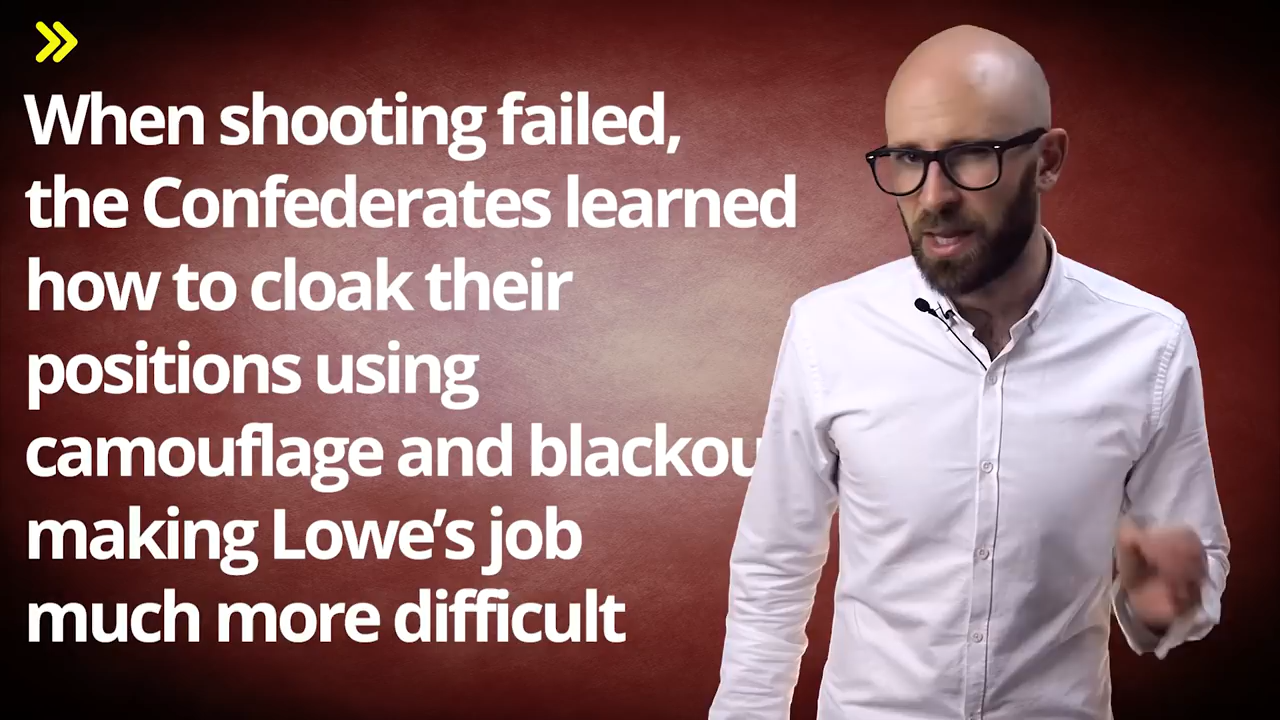 When shooting failed,
the Confederates learned
how to cloak their
positions using
camouflage and blackou
making Lowe's job
much more difficult